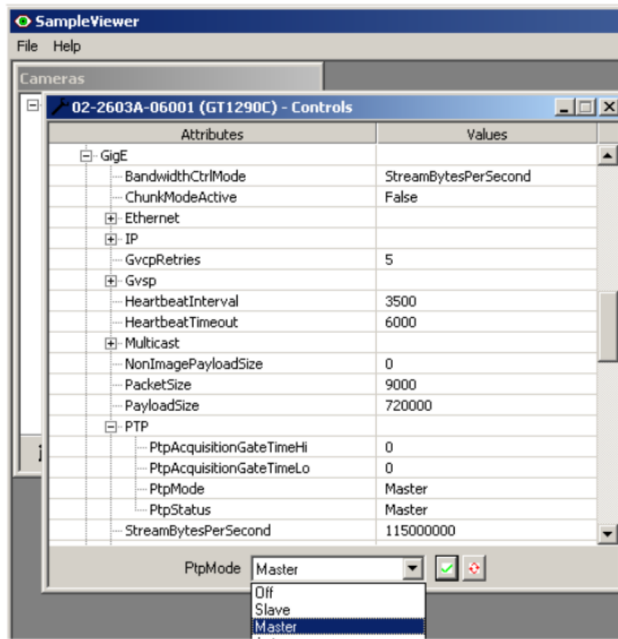 SampleViewer
File Help
Cameras
02-2603A-06001 (GT1290C) - Controls
Attributes Values
GigE
BandwidthCtrlMode StreamBytesPerSecond
ChunkModeActive False
Ethernet
IP
GvcpRetries 5
Gvsp
HeartbeatInterval 3500
HeartbeatTimeout 6000
Multicast
NonImagePayloadSize 0
PacketSize 9000
PayloadSize 720000
PTP
PtpAcquisitionGateTimeHi 0
PtpAcquisitionGateTimeLo 0
PtpMode Master
PtpStatus Master
StreamBytesPerSecond 115000000
PtpMode Master
Off
Slave
Master